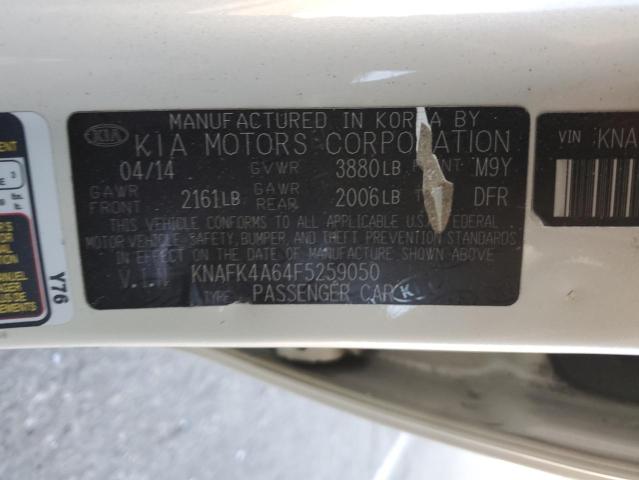 MANUFACTURED IN KOREA BY
KIA KIA MOTORS CORPORATION
04/14 GVWR 3880LB M9Y
GAWR FRONT 2161LB GAWR REAR 2006LB DFR
THIS VEHICLE CONFORMS TO ALL APPLICABLE U.S.A FEDERAL
MOTOR VEHICLE, SAFETY, BUMPER, AND THEFT PREVENTION STANDARDS
IN EFFECT ON THE DATE OF MANUFACTURE SHOWN ABOVE.
V.I.N KNAFK4A64F5259050
TYPE PASSENGER CAR
VIN KNA
Y76